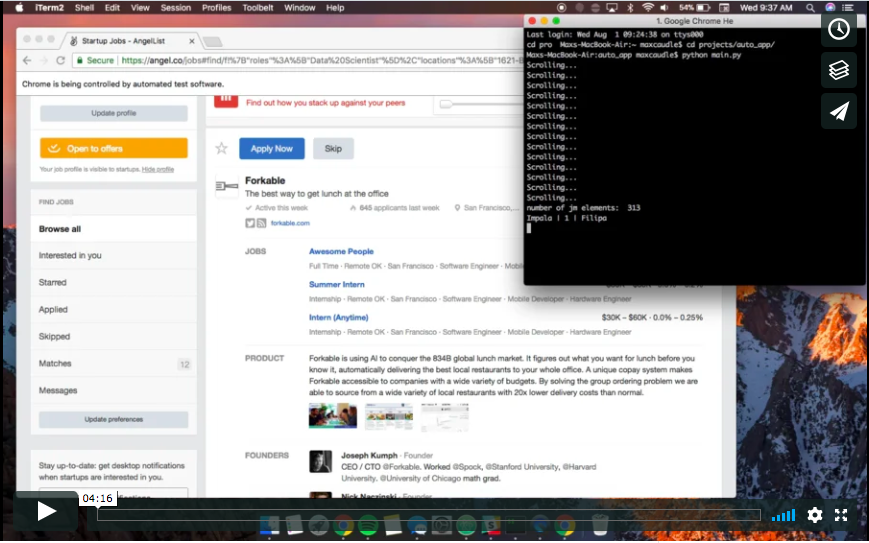 iTerm2 Shell Edit View Session Profiles Toolbelt Window Help 54% Wed 9:37 AM
1. Google Chrome He
Last login: Wed Aug 1 09:24:38 on ttys000
cd pro Maxs-MacBook-Air:~ maxcaudle$ cd projects/auto_app/
Maxs-MacBook-Air:auto_app maxcaudle$ python main.py
Scrolling...
Scrolling...
Scrolling...
Scrolling...
Scrolling...
Scrolling...
Scrolling...
Scrolling...
Scrolling...
Scrolling...
Scrolling...
Scrolling...
Scrolling...
Scrolling...
number of jm elements: 313
Impala | 1 | Filipa
Startup Jobs - AngelList
Secure https://angel.co/jobs#find/f!%7B"roles"%3A%5B"Data%20Scientist"%5D%2C"locations"%3A%5B"1621-
Chrome is being controlled by automated test software.
Update profile
Open to offers
Your job profile is visible to startups. Hide profile
FIND JOBS
Browse all
Interested in you
Starred
Applied
Skipped
Matches 12
Messages
Update preferences
Stay up-to-date: get desktop notifications
when startups are interested in you.
Find out how you stack up against your peers
Apply Now Skip
Forkable
The best way to get lunch at the office
Active this week 645 applicants last week San Francisco,...
forkable.com
JOBS
Awesome People
Full Time · Remote OK · San Francisco · Software Engineer · Mobil
Summer Intern
Internship · Remote OK · San Francisco · Software Engineer · Mobile Developer · Hardware Engineer
Intern (Anytime) $30K – $60K · 0.0% – 0.25%
Internship · Remote OK · San Francisco · Software Engineer · Mobile Developer · Hardware Engineer
PRODUCT
Forkable is using AI to conquer the 834B global lunch market. It figures out what you want for lunch before you
know it, automatically delivering the best local restaurants to your whole office. A unique copay system makes
Forkable accessible to companies with a wide variety of budgets. By solving the group ordering problem we are
able to source from a wide variety of local restaurants with 20x lower delivery costs than normal.
FOUNDERS
Joseph Kumph · Founder
CEO / CTO @Forkable. Worked @Spock, @Stanford University, @Harvard
University. @University of Chicago math grad.
Nick Naczinski · Founder
04:16